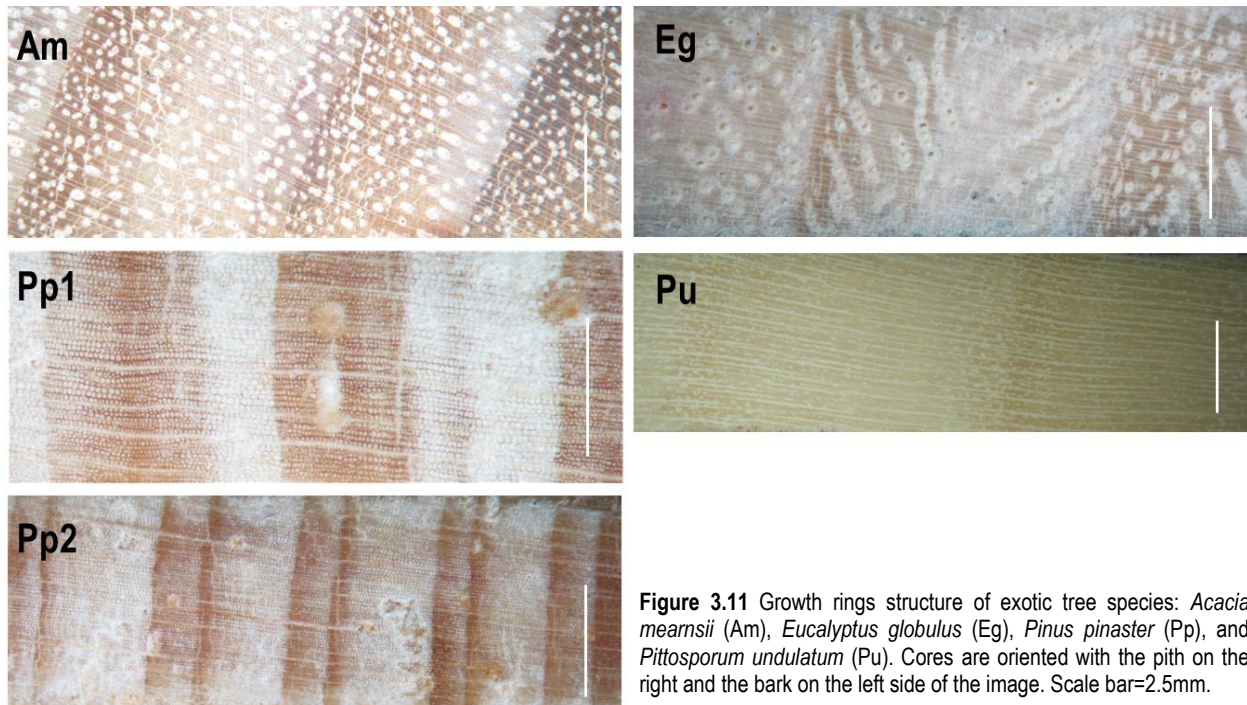 Am
Eg
Pp1
Pu
Pp2
Figure 3.11 Growth rings structure of exotic tree species: Acacia
mearnsii (Am), Eucalyptus globulus (Eg), Pinus pinaster (Pp), and
Pittosporum undulatum (Pu). Cores are oriented with the pith on the
right and the bark on the left side of the image. Scale bar=2.5mm.